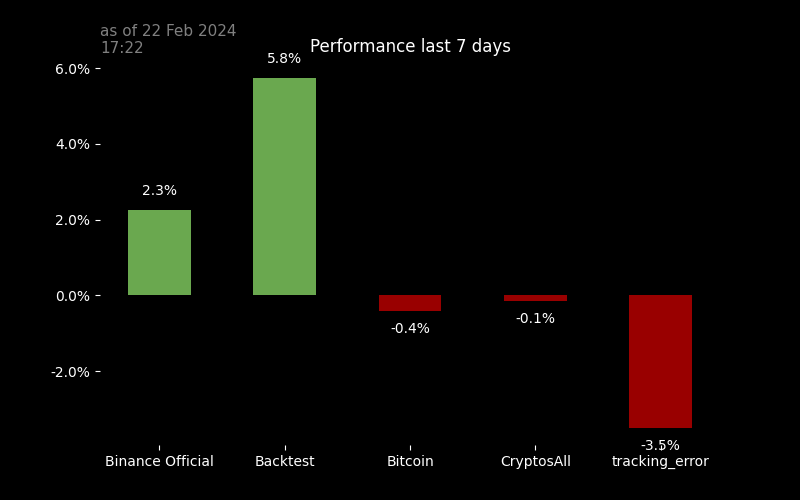 as of 22 Feb 2024
17:22
Performance last 7 days
6.0%
4.0%
2.0%
0.0%
-2.0%
2.3%
5.8%
-0.4%
-0.1%
-3.5%
Binance Official
Backtest
Bitcoin
CryptosAll
tracking_error